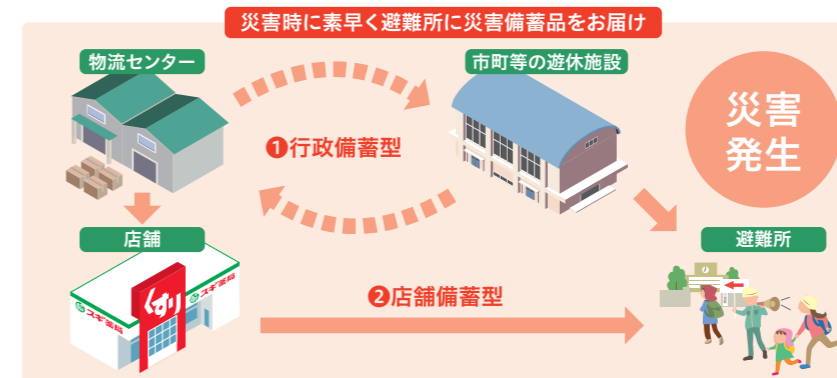 災害時に素早く避難所に災害備蓄品をお届け
物流センター
市町等の遊休施設
災害
発生
❶行政備蓄型
店舗
避難所
くすり
スギ薬局
スギ薬局
❷店舗備蓄型